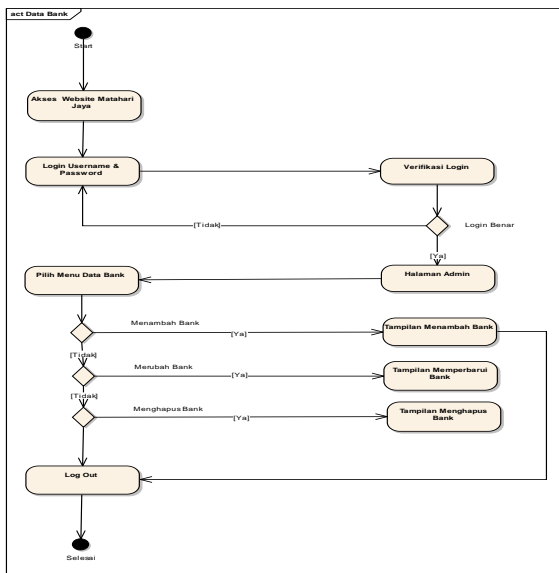 act Data Bank
Start
Akses Website Matahari
Jaya
Login Username &
Password
Verifikasi Login
[Tidak]
Login Benar
[Ya]
Pilih Menu Data Bank
Halaman Admin
Menambah Bank
[Ya]
Tampilan Menambah Bank
[Tidak]
Merubah Bank
[Ya]
Tampilan Memperbarui
Bank
[Tidak]
Menghapus Bank
[Ya]
Tampilan Menghapus
Bank
Log Out
Selesai